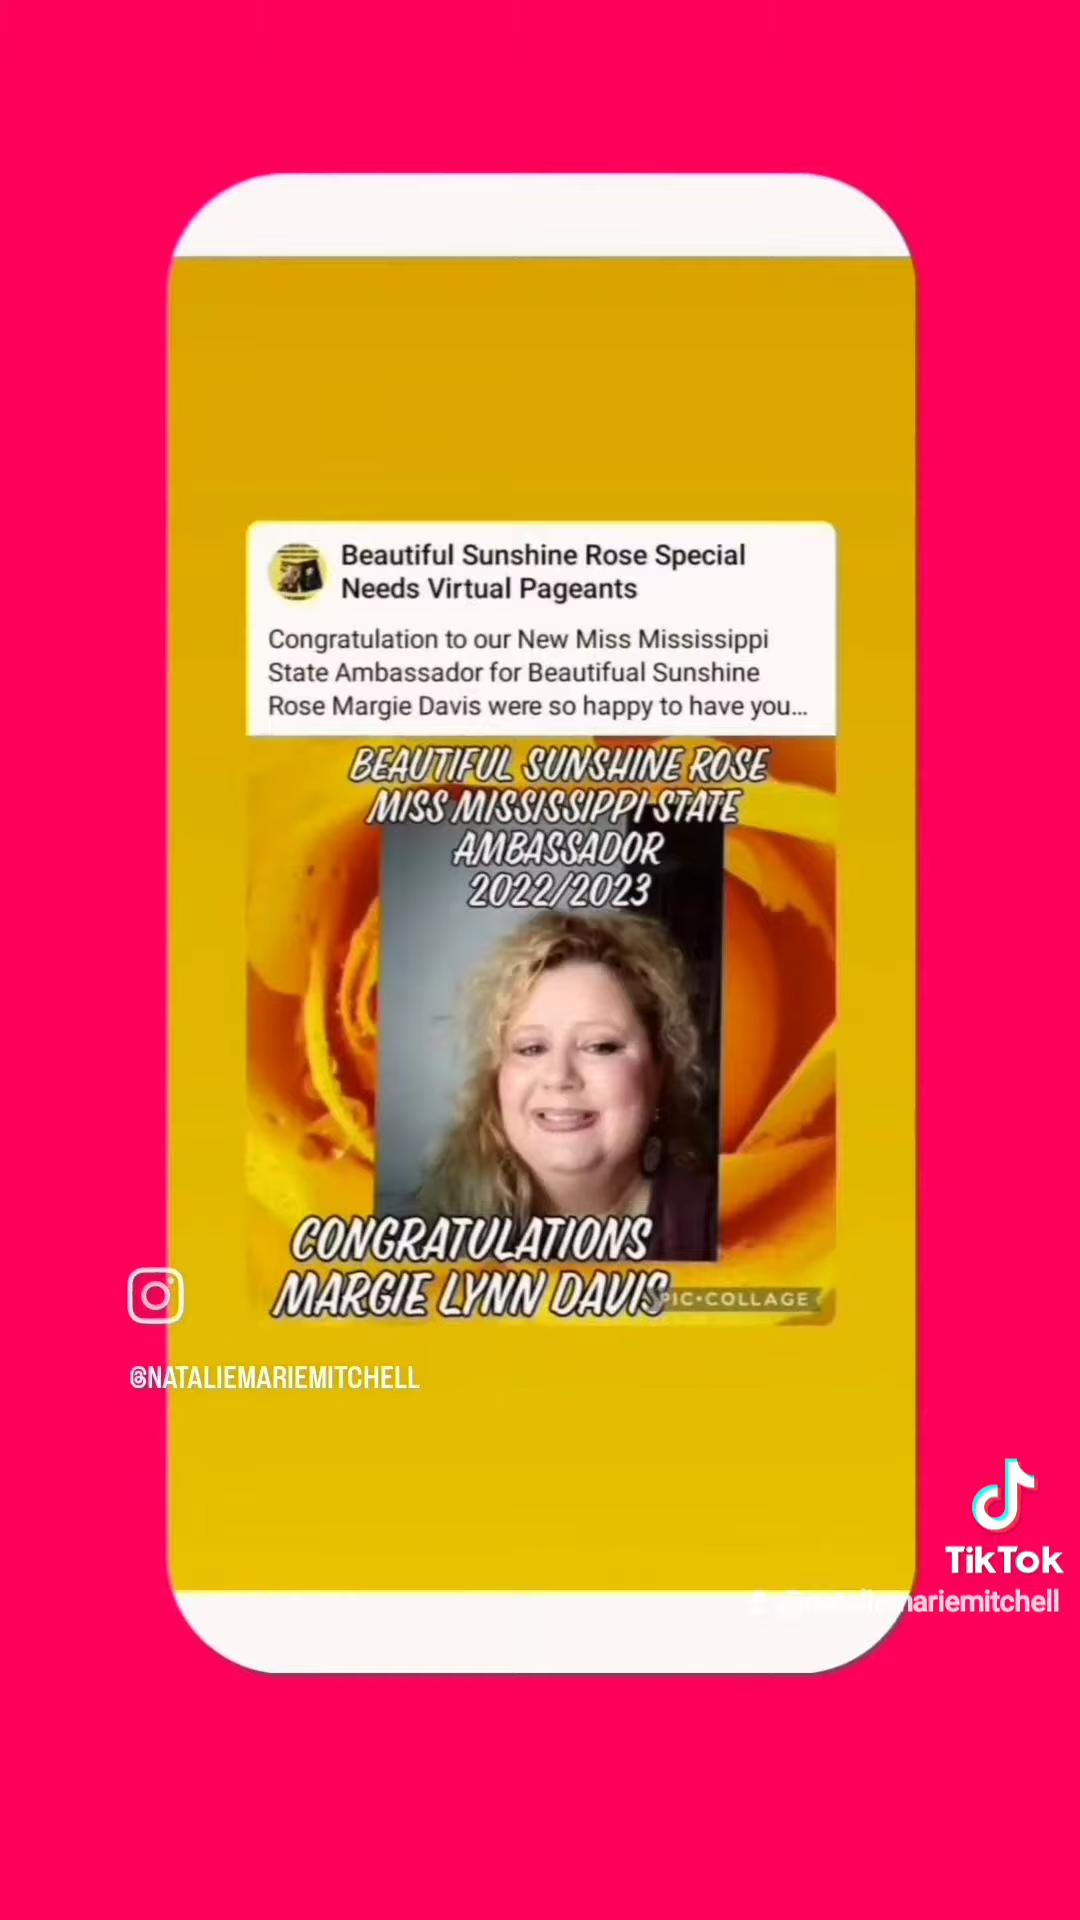 Beautiful Sunshine Rose Special
Needs Virtual Pageants
Congratulation to our New Miss Mississippi
State Ambassador for Beautifual Sunshine
Rose Margie Davis were so happy to have you...
BEAUTIFUL SUNSHINE ROSE
MISS MISSISSIPPI STATE
AMBASSADOR
2022/2023
CONGRATULATIONS
MARGIE LYNN DAVIS
PIC•COLLAGE
@NATALIEMARIEMITCHELL
TikTok
@nataliemariemitchell